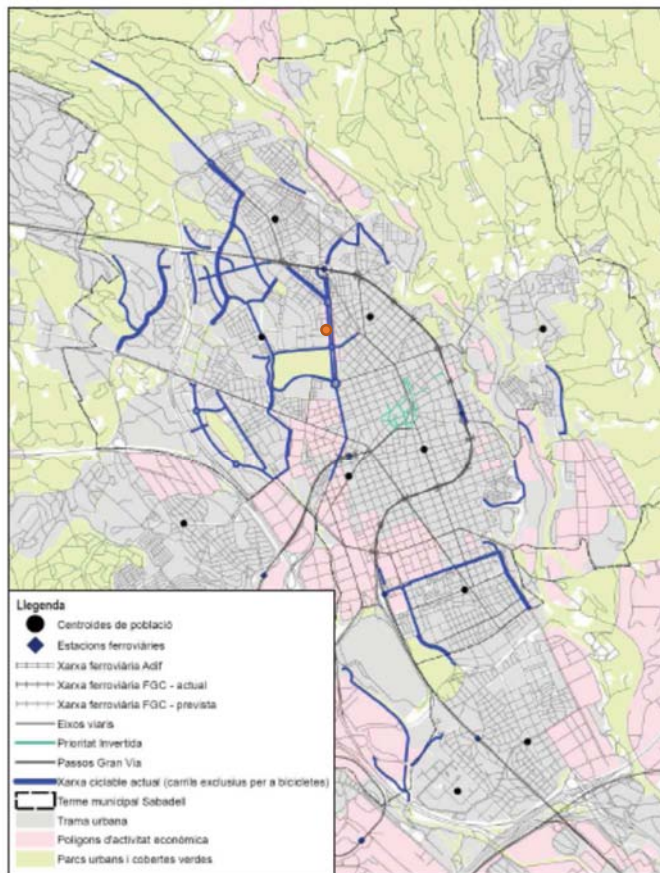 Llegenda
Centroides de població
Estacions ferroviàries
Xarxa ferroviària Adif
Xarxa ferroviària FGC - actual
Xarxa ferroviària FGC - prevista
Eixos viaris
Prioritat Invertida
Passos Gran Via
Xarxa ciclable actual (carrils exclusius per a bicicletes)
Terme municipal Sabadell
Trama urbana
Polígons d'activitat econòmica
Parcs urbans i cobertes verdes